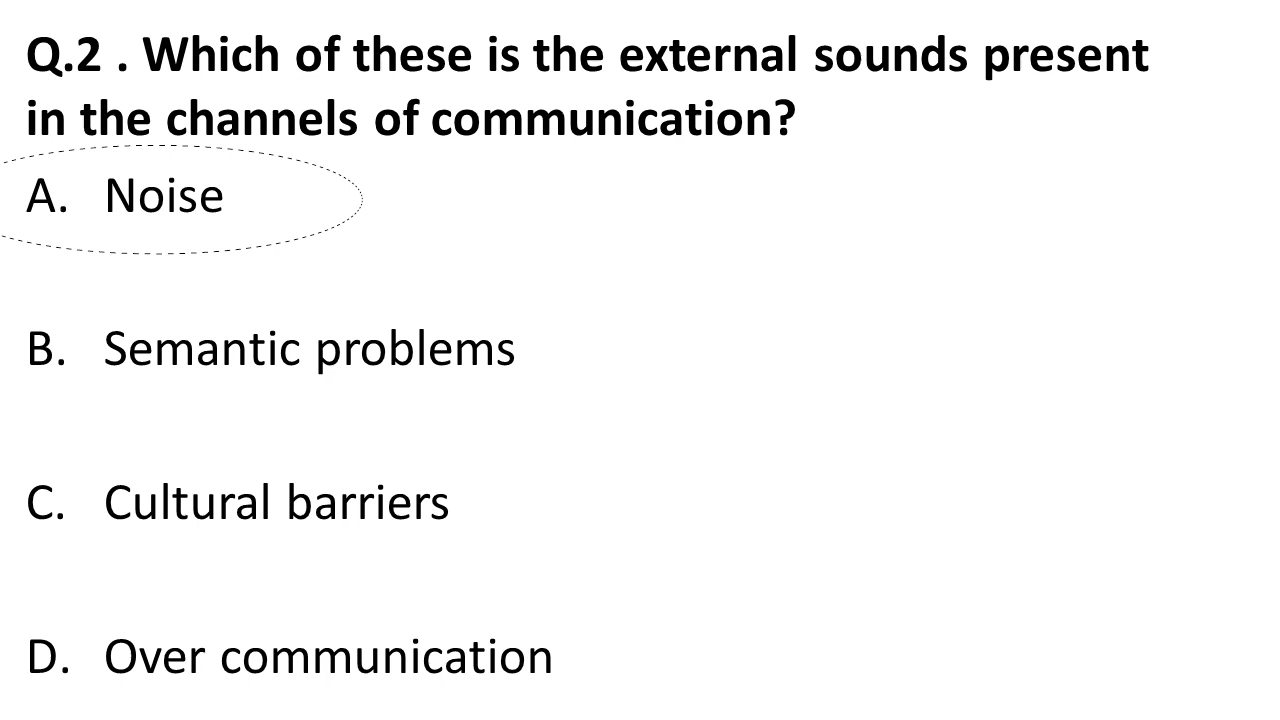 Q.2 . Which of these is the external sounds present
in the channels of communication?
A. Noise
B. Semantic problems
C. Cultural barriers
D. Over communication